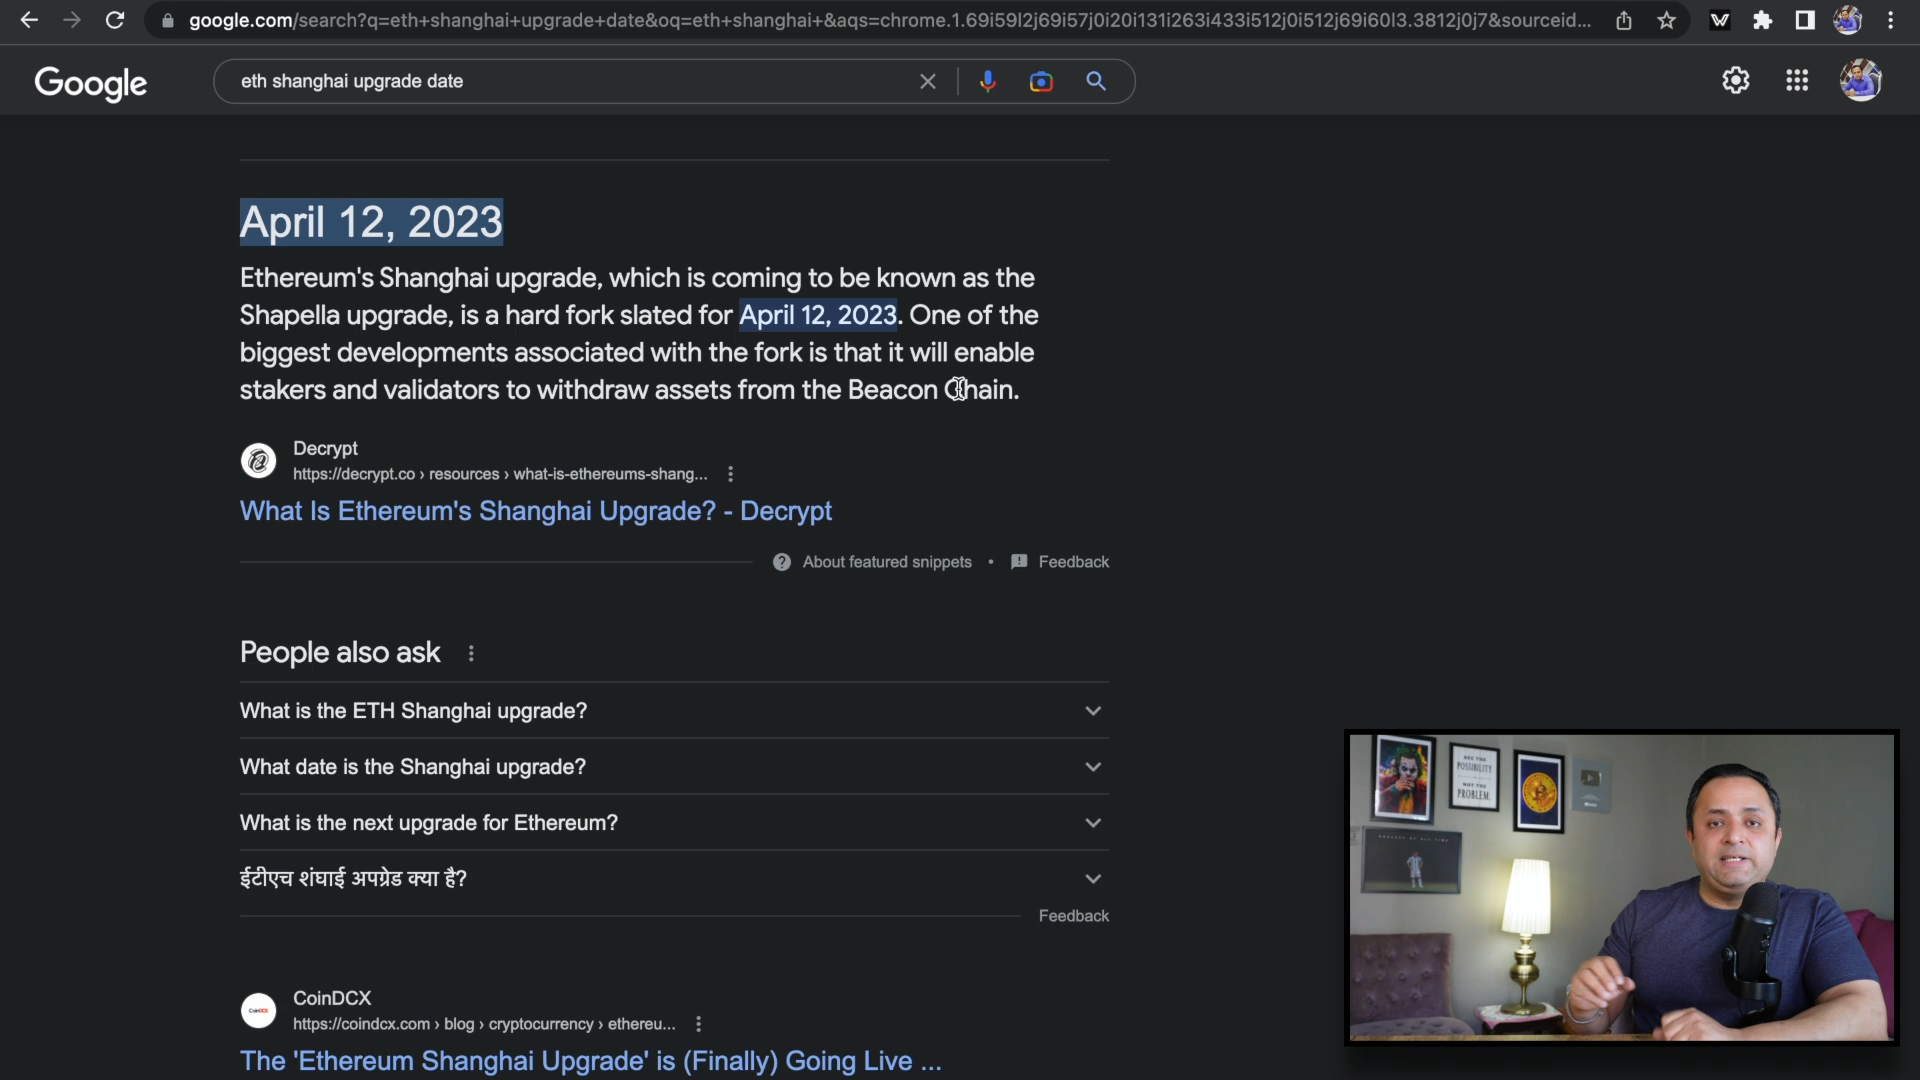 google.com/search?q=eth+shanghai+upgrade+date&oq=eth+shanghai+&aqs=chrome.1.69i59l2j69i57j0i20i131i263i433i512j0i512j69i60l3.3812j0j7&sourceid...
Google
eth shanghai upgrade date
April 12, 2023
Ethereum's Shanghai upgrade, which is coming to be known as the
Shapella upgrade, is a hard fork slated for April 12, 2023. One of the
biggest developments associated with the fork is that it will enable
stakers and validators to withdraw assets from the Beacon Chain.
Decrypt
https://decrypt.co › resources › what-is-ethereums-shang...
What Is Ethereum's Shanghai Upgrade? - Decrypt
About featured snippets • Feedback
People also ask
What is the ETH Shanghai upgrade?
What date is the Shanghai upgrade?
What is the next upgrade for Ethereum?
ईटीएच शंघाई अपग्रेड क्या है?
Feedback
CoinDCX
https://coindcx.com › blog › cryptocurrency › ethereu...
The 'Ethereum Shanghai Upgrade' is (Finally) Going Live ...
SEE THE
POSSIBILITY
NOT THE
PROBLEM.